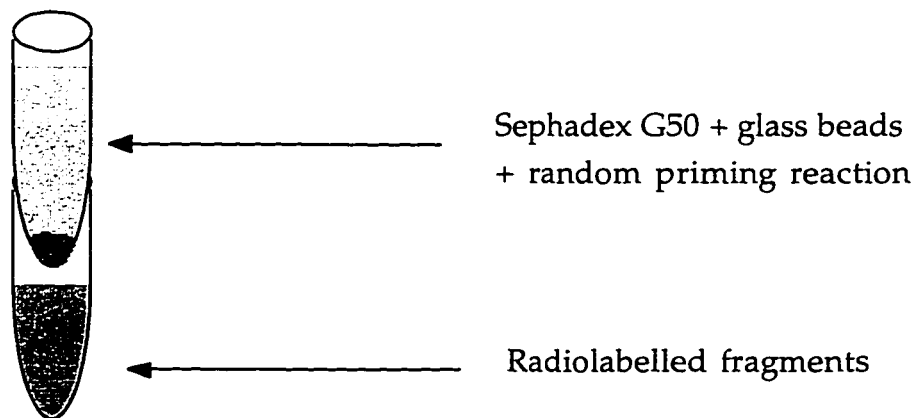 Sephadex G50 + glass beads
+ random priming reaction
Radiolabelled fragments